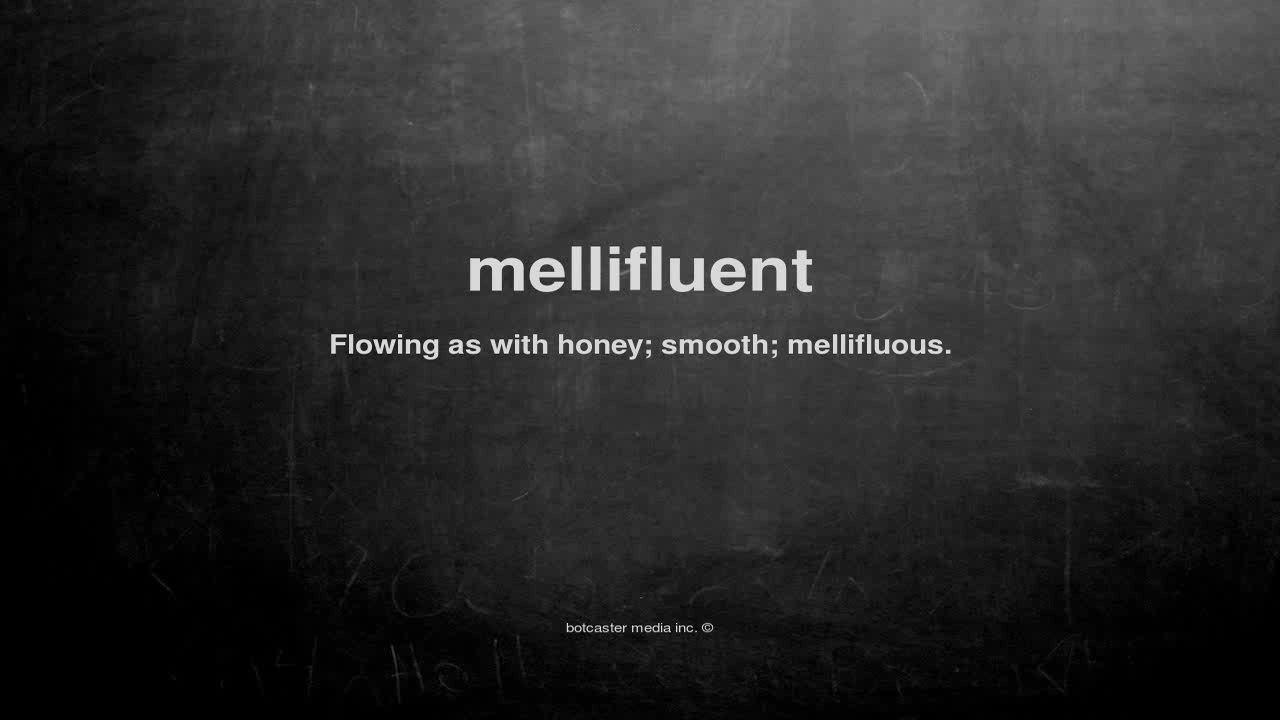 mellifluent
Flowing as with honey; smooth; mellifluous.
botcaster media inc. ©